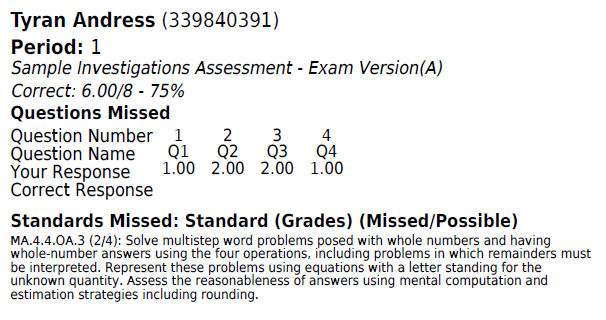 Tyran Andress (339840391)
Period: 1
Sample Investigations Assessment - Exam Version(A)
Correct: 6.00/8 - 75%
Questions Missed
Question Number 1 2 3 4
Question Name Q1 Q2 Q3 Q4
Your Response 1.00 2.00 2.00 1.00
Correct Response
Standards Missed: Standard (Grades) (Missed/Possible)
MA.4.4.OA.3 (2/4): Solve multistep word problems posed with whole numbers and having
whole-number answers using the four operations, including problems in which remainders must
be interpreted. Represent these problems using equations with a letter standing for the
unknown quantity. Assess the reasonableness of answers using mental computation and
estimation strategies including rounding.